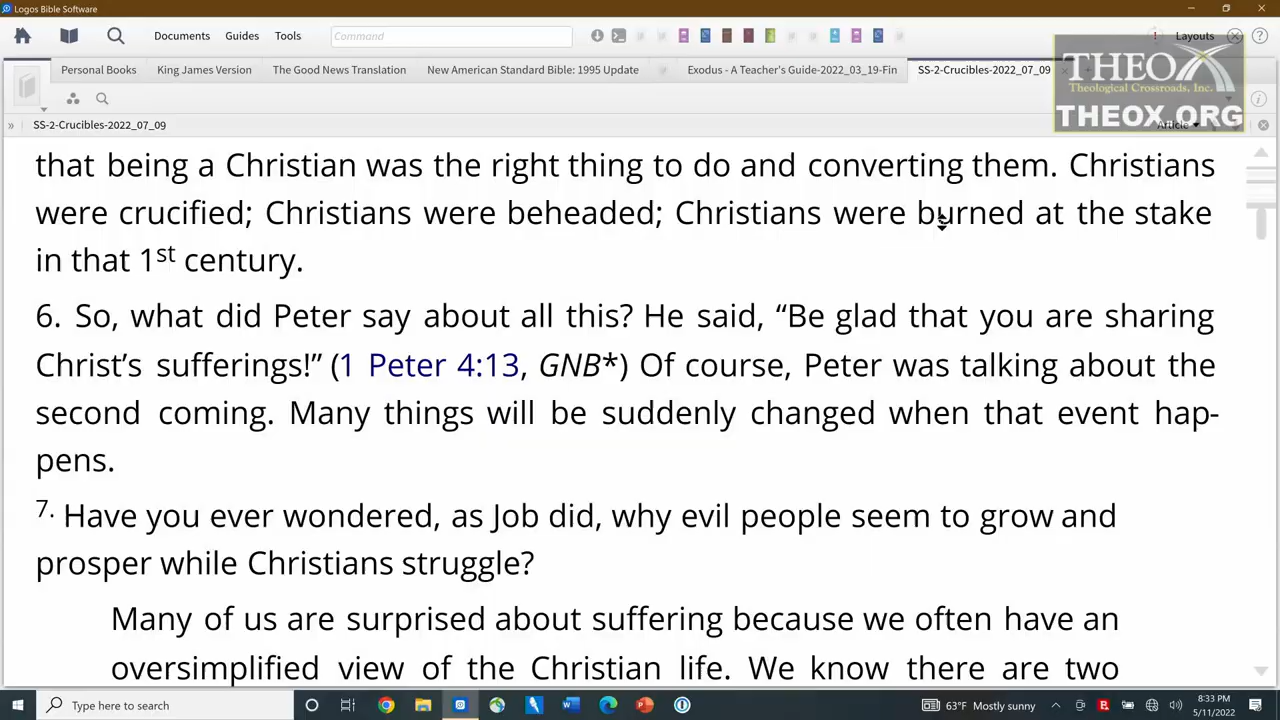 Logos Bible Software
Documents Guides Tools Command Layouts
Personal Books King James Version The Good News Translation New American Standard Bible: 1995 Update Exodus - A Teacher's Guide-2022_03_19-Fin SS-2-Crucibles-2022_07_09
THEOX
Theological Crossroads, Inc.
THEOX.ORG
» SS-2-Crucibles-2022_07_09 Article
that being a Christian was the right thing to do and converting them. Christians
were crucified; Christians were beheaded; Christians were burned at the stake
in that 1st century.
6. So, what did Peter say about all this? He said, “Be glad that you are sharing
Christ’s sufferings!” (1 Peter 4:13, GNB*) Of course, Peter was talking about the
second coming. Many things will be suddenly changed when that event hap-
pens.
7. Have you ever wondered, as Job did, why evil people seem to grow and
prosper while Christians struggle?
Many of us are surprised about suffering because we often have an
oversimplified view of the Christian life. We know there are two
Type here to search 63°F Mostly sunny 8:33 PM
5/11/2022